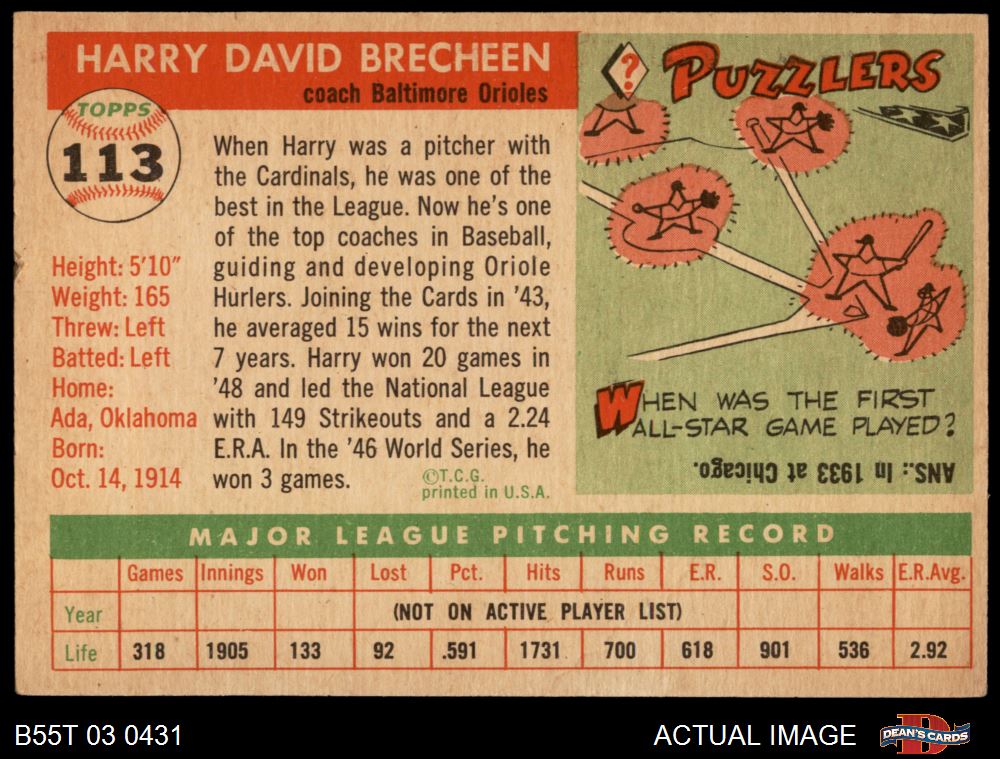 HARRY DAVID BRECHEEN
coach Baltimore Orioles
TOPPS
113
Height: 5'10"
Weight: 165
Threw: Left
Batted: Left
Home:
Ada, Oklahoma
Born:
Oct. 14, 1914
When Harry was a pitcher with
the Cardinals, he was one of the
best in the League. Now he's one
of the top coaches in Baseball,
guiding and developing Oriole
Hurlers. Joining the Cards in '43,
he averaged 15 wins for the next
7 years. Harry won 20 games in
'48 and led the National League
with 149 Strikeouts and a 2.24
E.R.A. In the '46 World Series, he
won 3 games.
©T.C.G.
printed in U.S.A.
?
PUZZLERS
WHEN WAS THE FIRST
ALL-STAR GAME PLAYED?
ANS.: In 1933 at Chicago.
MAJOR LEAGUE PITCHING RECORD
Games Innings Won Lost Pct. Hits Runs E.R. S.O. Walks E.R.Avg.
Year (NOT ON ACTIVE PLAYER LIST)
Life 318 1905 133 92 .591 1731 700 618 901 536 2.92
B55T 03 0431
ACTUAL IMAGE
D
DEAN'S CARDS